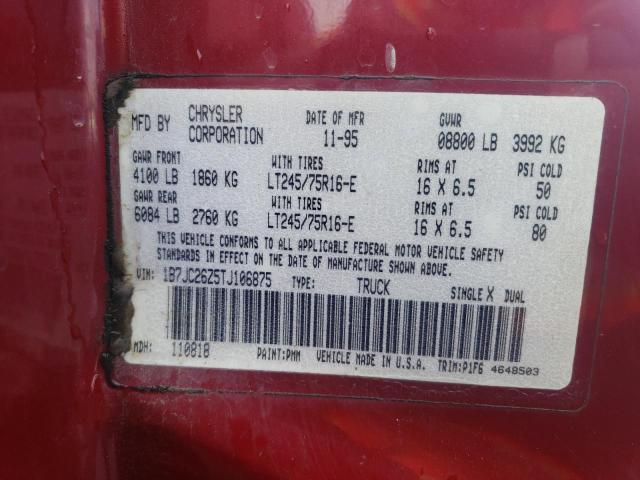 MFD BY CHRYSLER CORPORATION DATE OF MFR 11-95 GVWR 08800 LB 3992 KG
GAWR FRONT WITH TIRES RIMS AT PSI COLD
4100 LB 1860 KG LT245/75R16-E 16 X 6.5 50
GAWR REAR WITH TIRES RIMS AT PSI COLD
6084 LB 2760 KG LT245/75R16-E 16 X 6.5 80
THIS VEHICLE CONFORMS TO ALL APPLICABLE FEDERAL MOTOR VEHICLE SAFETY
STANDARDS IN EFFECT ON THE DATE OF MANUFACTURE SHOWN ABOVE.
VIN: 1B7JC26Z5TJ106875 TYPE: TRUCK SINGLE X DUAL
MDH: 110818 PAINT:PMM VEHICLE MADE IN U.S.A. TRIM:P1F6 4648503